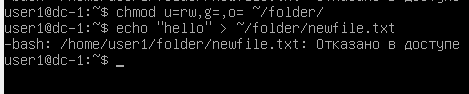 user1@dc-1:~$ chmod u=rw,g=,o= ~/folder/
user1@dc-1:~$ echo "hello" > ~/folder/newfile.txt
-bash: /home/user1/folder/newfile.txt: Отказано в доступе
user1@dc-1:~$ _